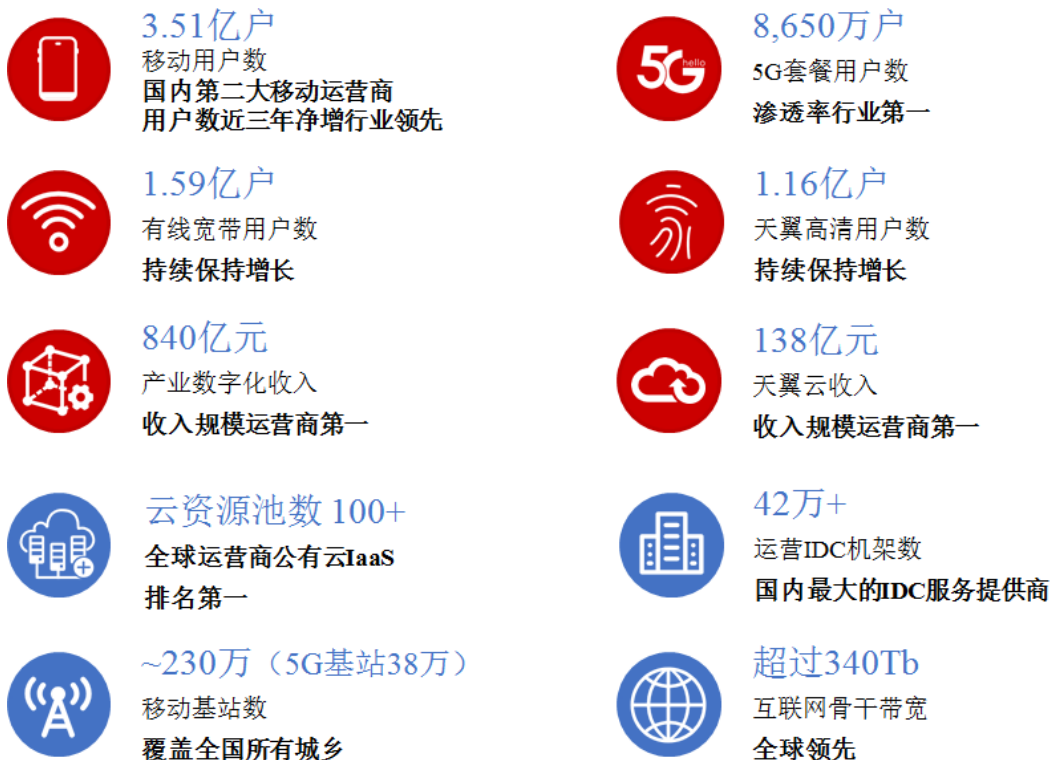 3.51亿户
移动用户数
国内第二大移动运营商
用户数近三年净增行业领先
5G hello
8,650万户
5G套餐用户数
渗透率行业第一
1.59亿户
有线宽带用户数
持续保持增长
1.16亿户
天翼高清用户数
持续保持增长
840亿元
产业数字化收入
收入规模运营商第一
138亿元
天翼云收入
收入规模运营商第一
云资源池数 100+
全球运营商公有云IaaS
排名第一
42万+
运营IDC机架数
国内最大的IDC服务提供商
~230万（5G基站38万）
移动基站数
覆盖全国所有城乡
超过340Tb
互联网骨干带宽
全球领先